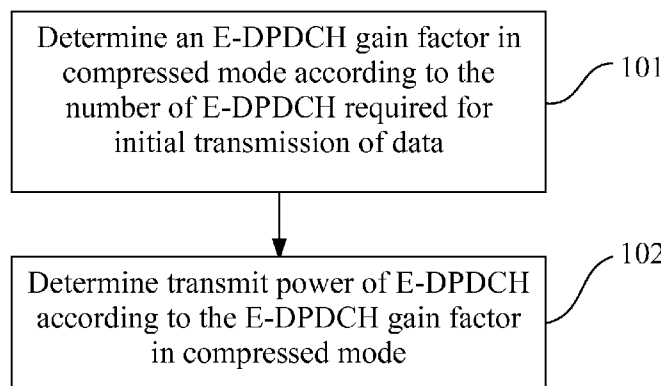 Determine an E-DPDCH gain factor in
compressed mode according to the
number of E-DPDCH required for
initial transmission of data
101
Determine transmit power of E-DPDCH
according to the E-DPDCH gain factor
in compressed mode
102